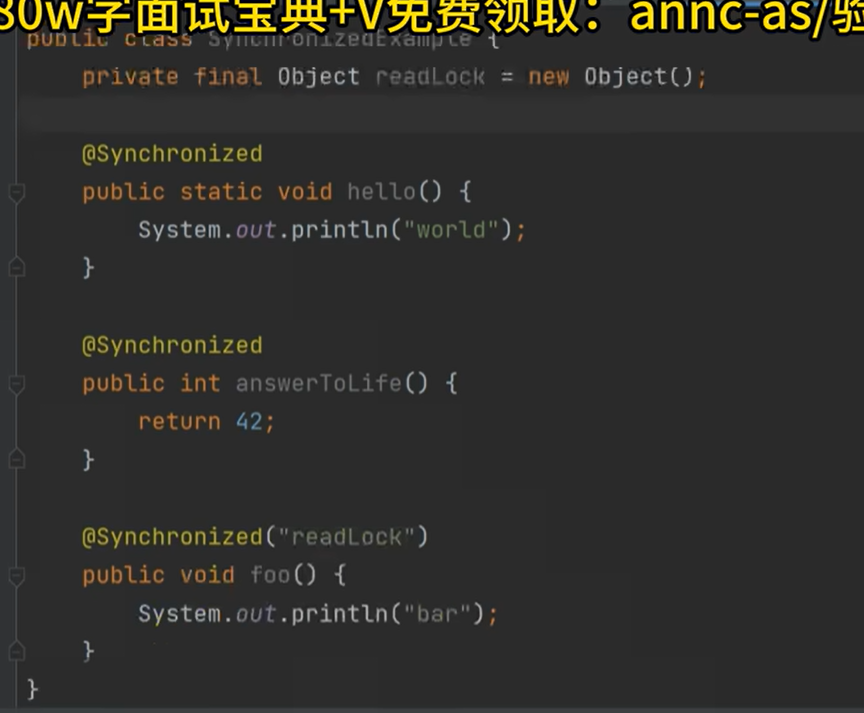 80w字面试宝典+V免费领取：annc-as/验
public class SynchronizedExample {
private final Object readLock = new Object();
@Synchronized
public static void hello() {
System.out.println("world");
}
@Synchronized
public int answerToLife() {
return 42;
}
@Synchronized("readLock")
public void foo() {
System.out.println("bar");
}
}